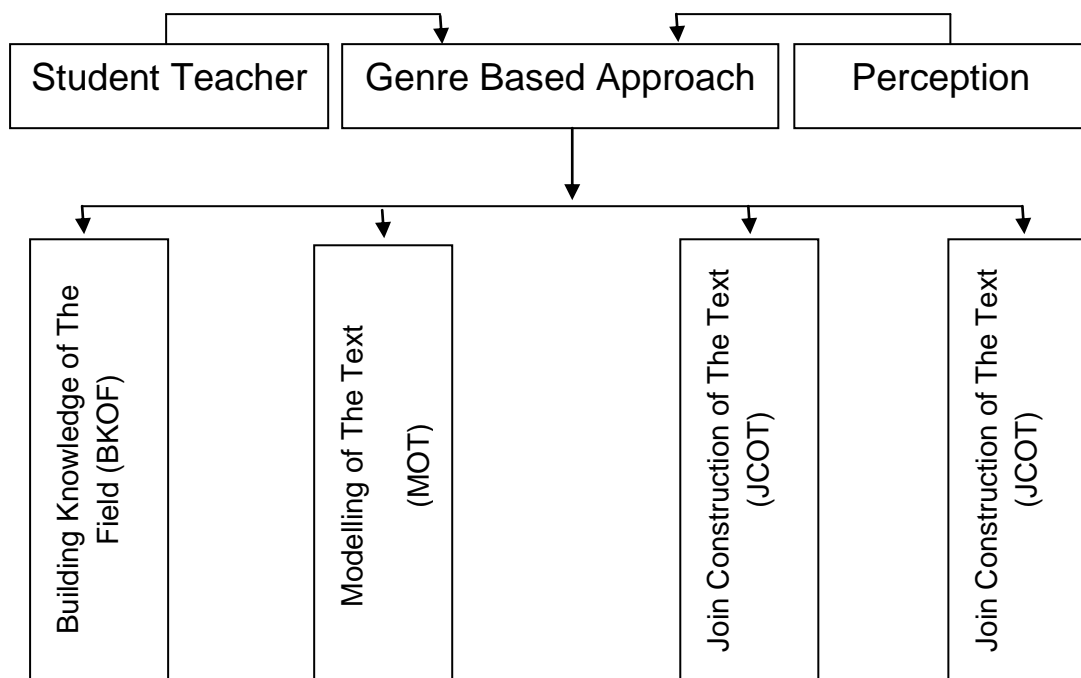 Student Teacher
Genre Based Approach
Perception
Building Knowledge of The
Field (BKOF)
Modelling of The Text
(MOT)
Join Construction of The Text
(JCOT)
Join Construction of The Text
(JCOT)